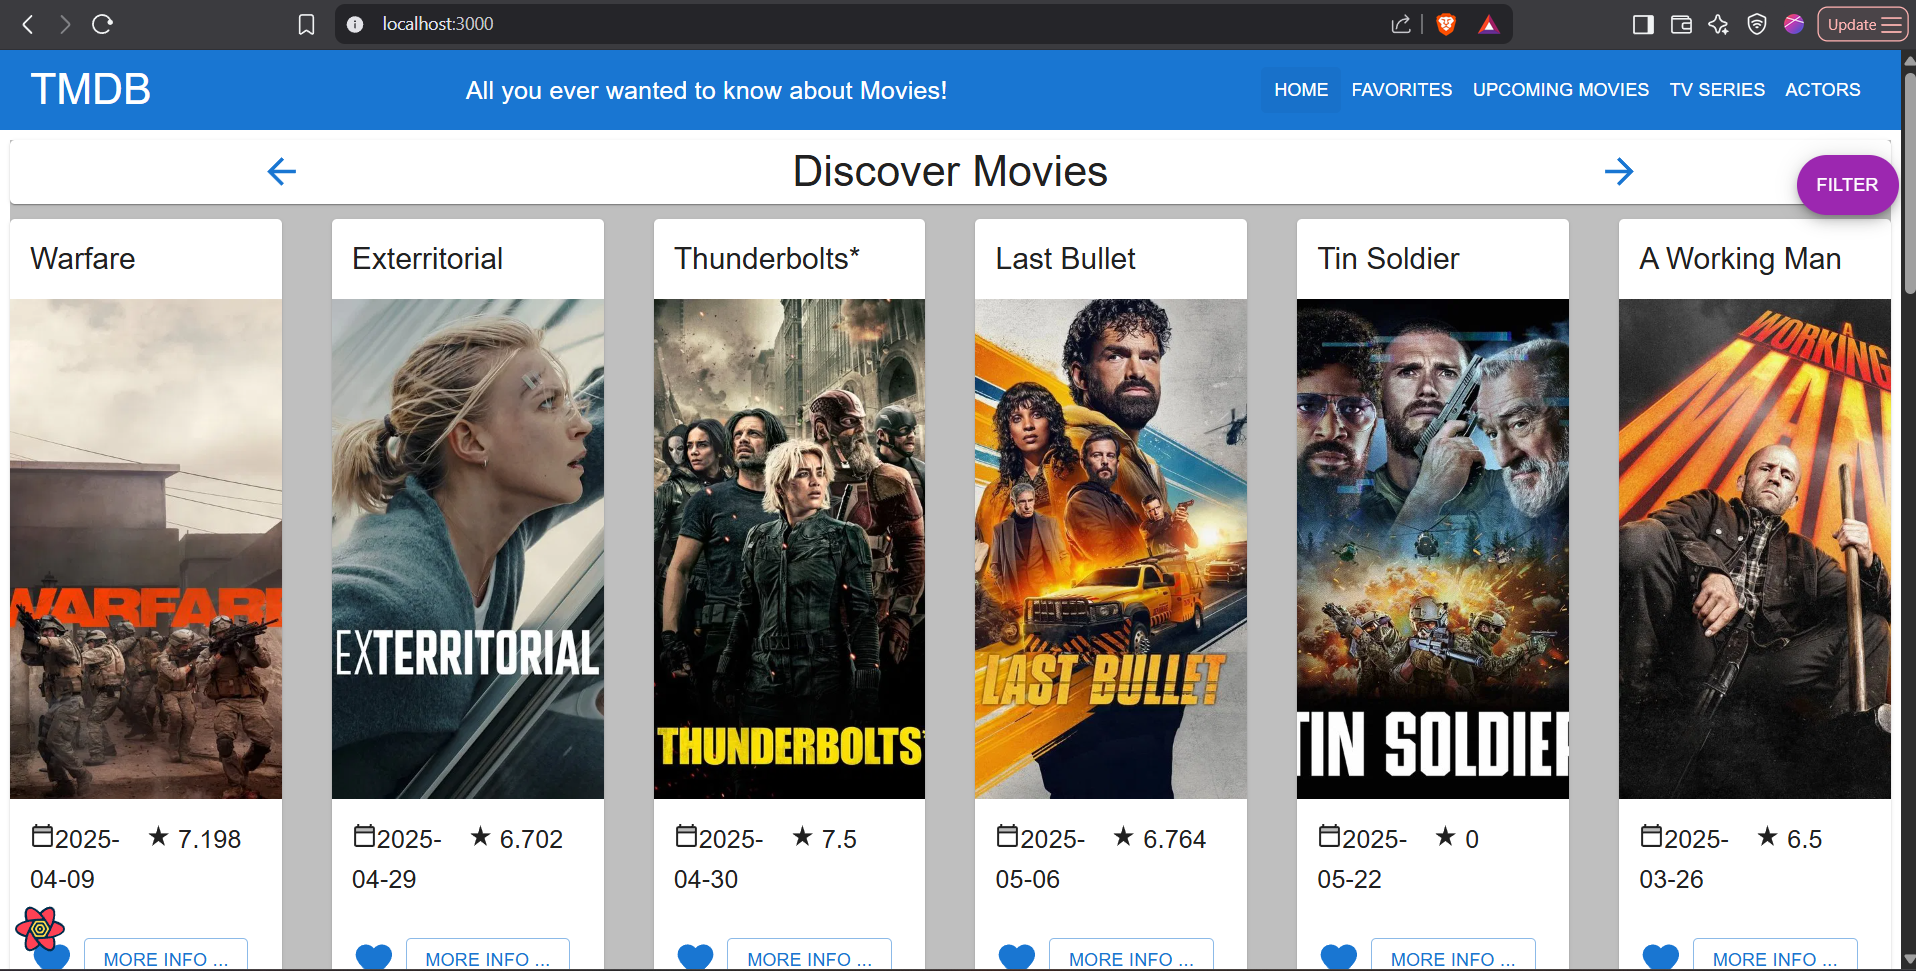 localhost:3000
Update
TMDB
All you ever wanted to know about Movies!
HOME FAVORITES UPCOMING MOVIES TV SERIES ACTORS
Discover Movies
FILTER
Warfare
Exterritorial
Thunderbolts*
Last Bullet
Tin Soldier
A Working Man
WARFARE
EXTERRITORIAL
THUNDERBOLTS*
LAST BULLET
TIN SOLDIER
A
WORKING
MAN
2025-
04-09
7.198
2025-
04-29
6.702
2025-
04-30
7.5
2025-
05-06
6.764
2025-
05-22
0
2025-
03-26
6.5
MORE INFO ...
MORE INFO ...
MORE INFO ...
MORE INFO ...
MORE INFO ...
MORE INFO ...